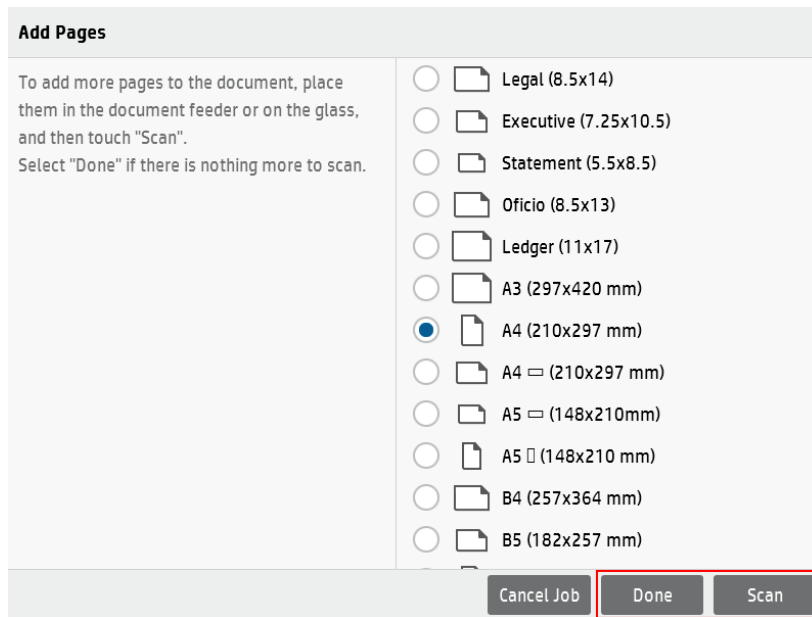 Add Pages
To add more pages to the document, place
them in the document feeder or on the glass,
and then touch "Scan".
Select "Done" if there is nothing more to scan.
Legal (8.5x14)
Executive (7.25x10.5)
Statement (5.5x8.5)
Oficio (8.5x13)
Ledger (11x17)
A3 (297x420 mm)
A4 (210x297 mm)
A4 ▭ (210x297 mm)
A5 ▭ (148x210mm)
A5 ▯ (148x210 mm)
B4 (257x364 mm)
B5 (182x257 mm)
Cancel Job
Done
Scan